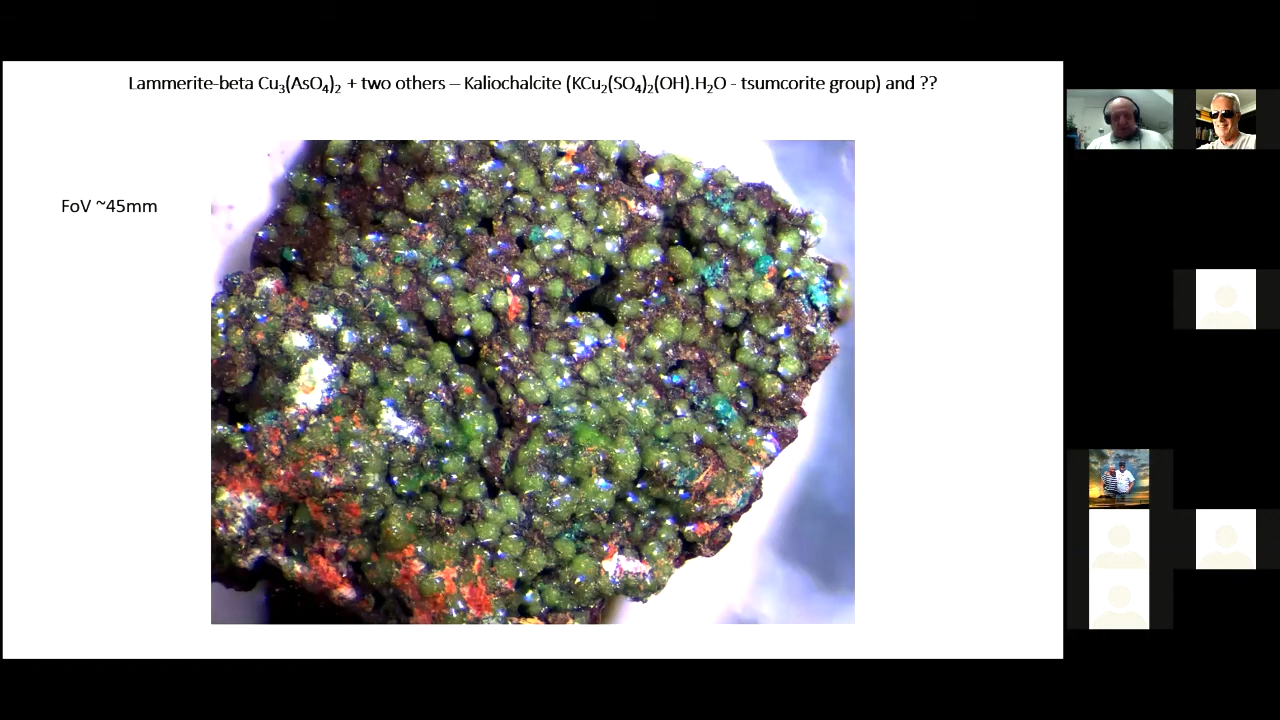 Lammerite-beta Cu₃(AsO₄)₂ + two others – Kaliochalcite (KCu₂(SO₄)₂(OH).H₂O - tsumcorite group) and ??
FoV ~45mm